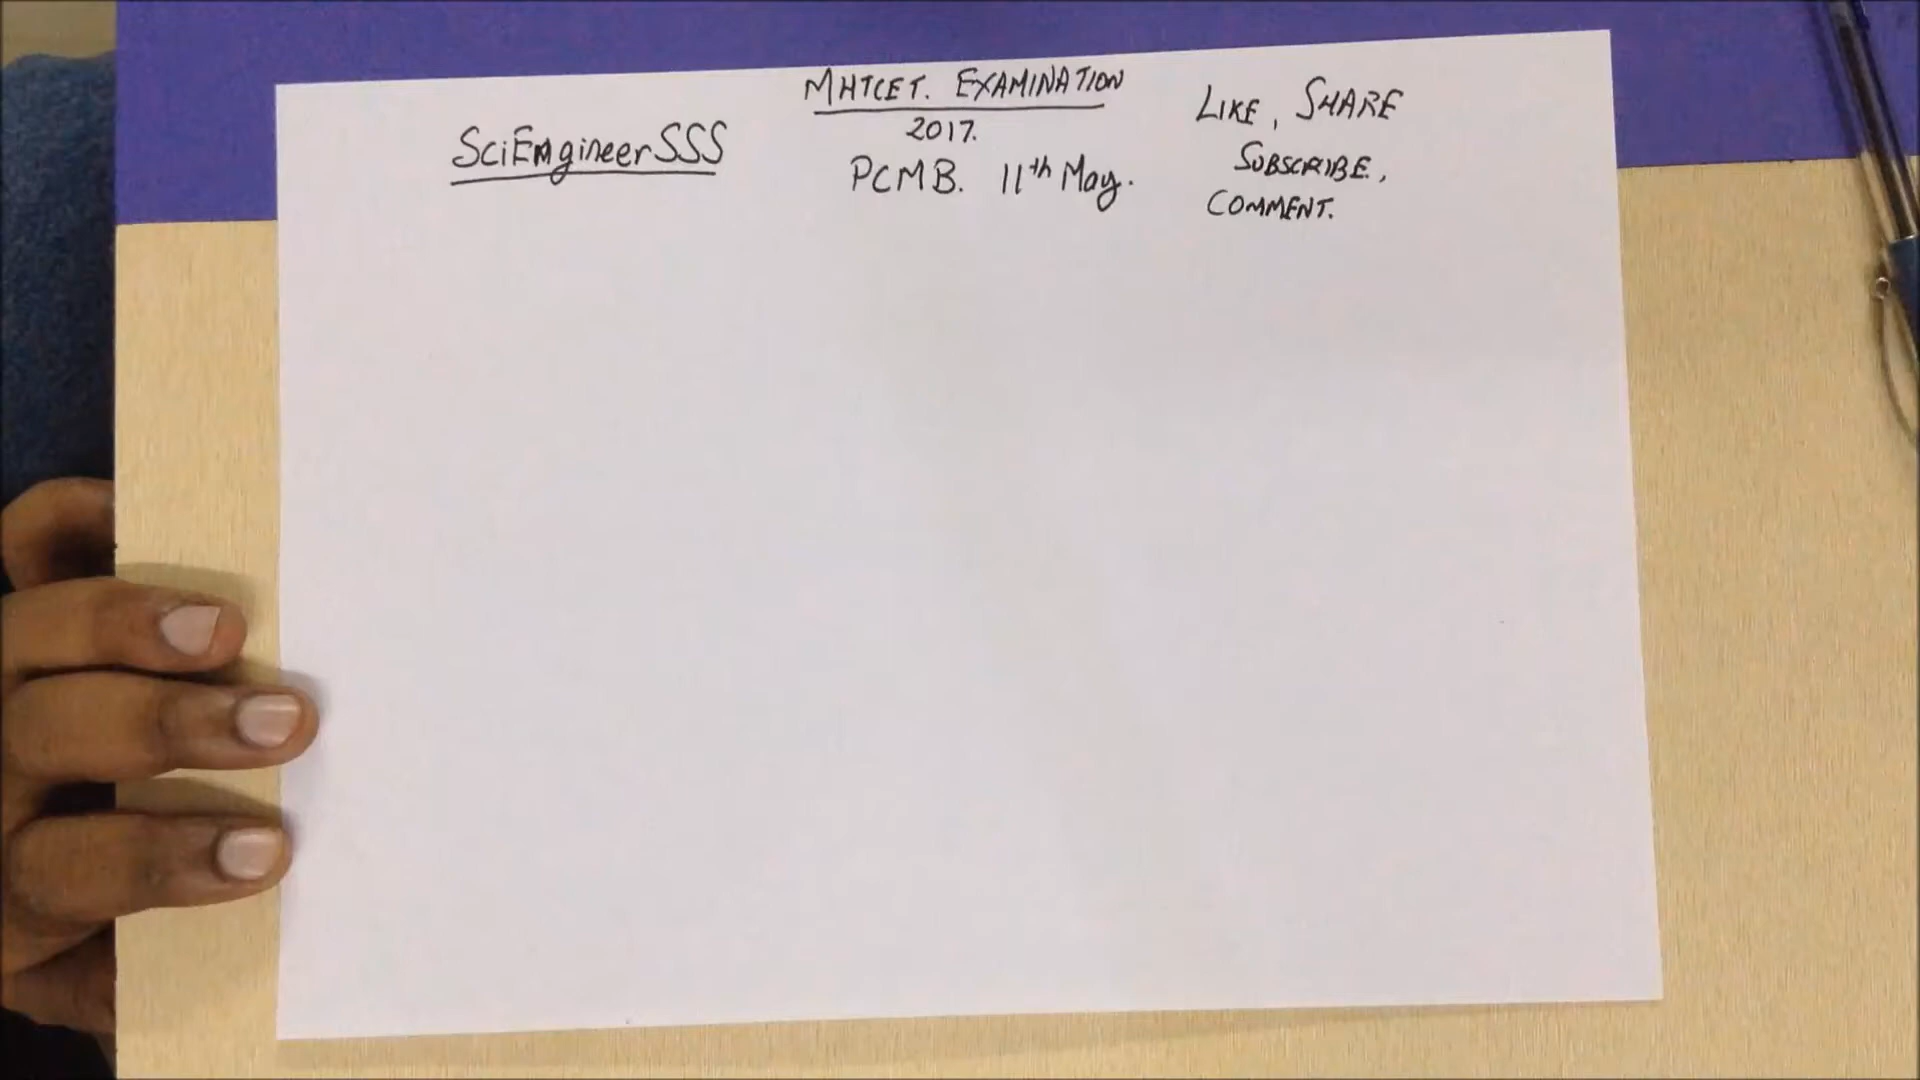 MHTCET. EXAMINATION
2017.
PCMB. 11th May.
SciEngineerSSS
LIKE, SHARE
SUBSCRIBE,
COMMENT.